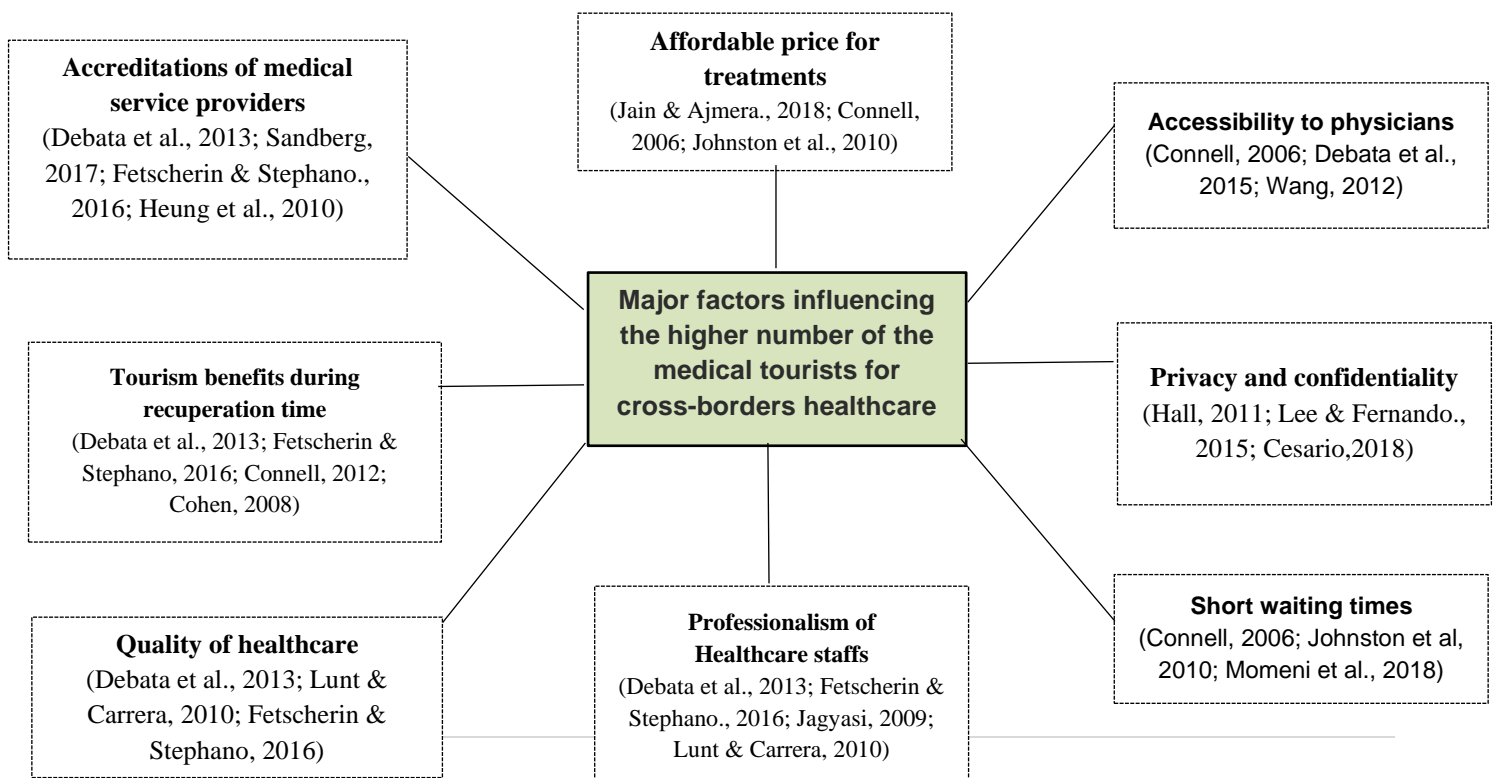 Accreditations of medical
service providers
(Debata et al., 2013; Sandberg,
2017; Fetscherin & Stephano.,
2016; Heung et al., 2010)
Affordable price for
treatments
(Jain & Ajmera., 2018; Connell,
2006; Johnston et al., 2010)
Accessibility to physicians
(Connell, 2006; Debata et al.,
2015; Wang, 2012)
Major factors influencing
the higher number of the
medical tourists for
cross-borders healthcare
Tourism benefits during
recuperation time
(Debata et al., 2013; Fetscherin &
Stephano, 2016; Connell, 2012;
Cohen, 2008)
Privacy and confidentiality
(Hall, 2011; Lee & Fernando.,
2015; Cesario,2018)
Quality of healthcare
(Debata et al., 2013; Lunt &
Carrera, 2010; Fetscherin &
Stephano, 2016)
Professionalism of
Healthcare staffs
(Debata et al., 2013; Fetscherin &
Stephano., 2016; Jagyasi, 2009;
Lunt & Carrera, 2010)
Short waiting times
(Connell, 2006; Johnston et al,
2010; Momeni et al., 2018)